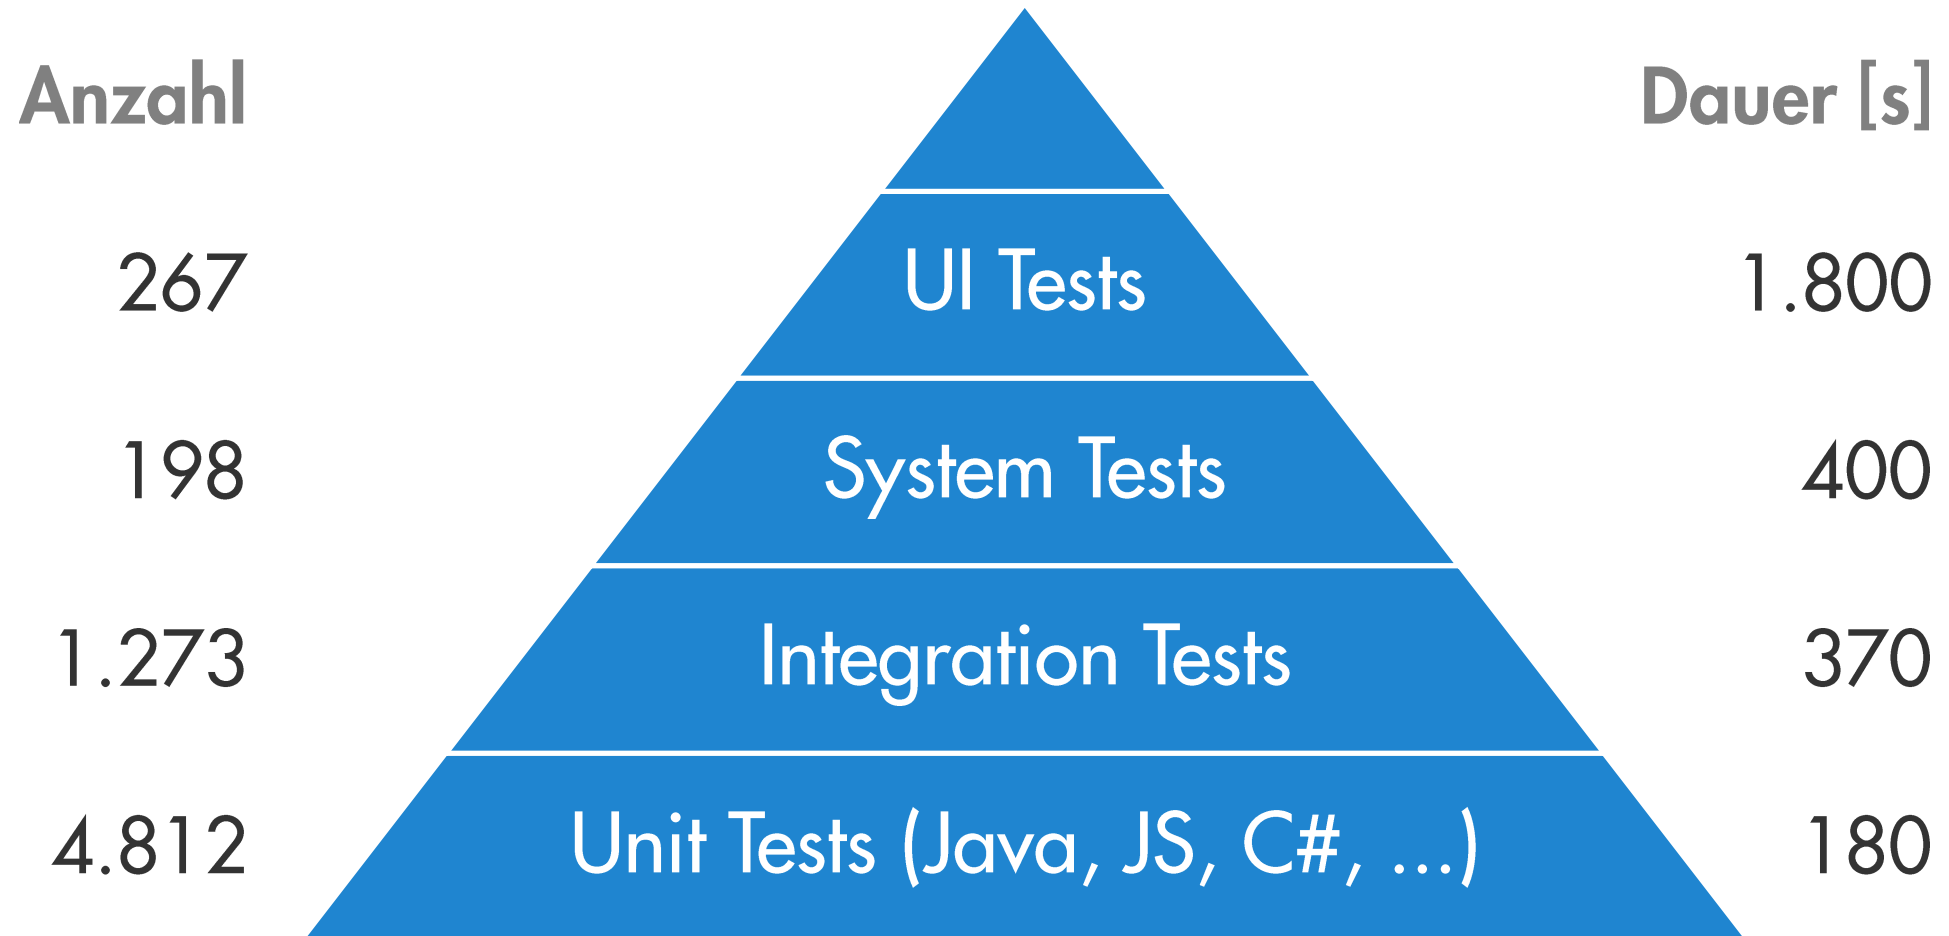 Anzahl Dauer [s]
267 UI Tests 1.800
198 System Tests 400
1.273 Integration Tests 370
4.812 Unit Tests (Java, JS, C#, ...) 180